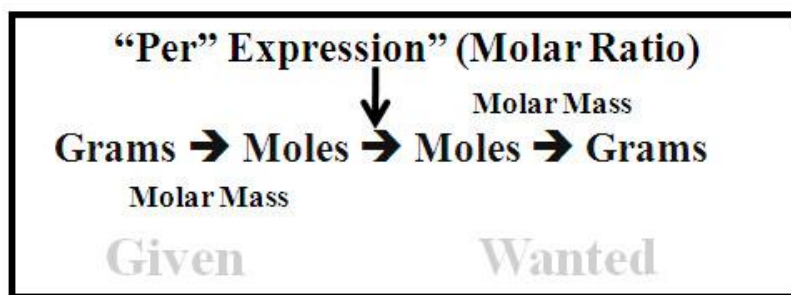 “Per” Expression” (Molar Ratio)
Molar Mass
Grams ➔ Moles ➔ Moles ➔ Grams
Molar Mass
Given Wanted